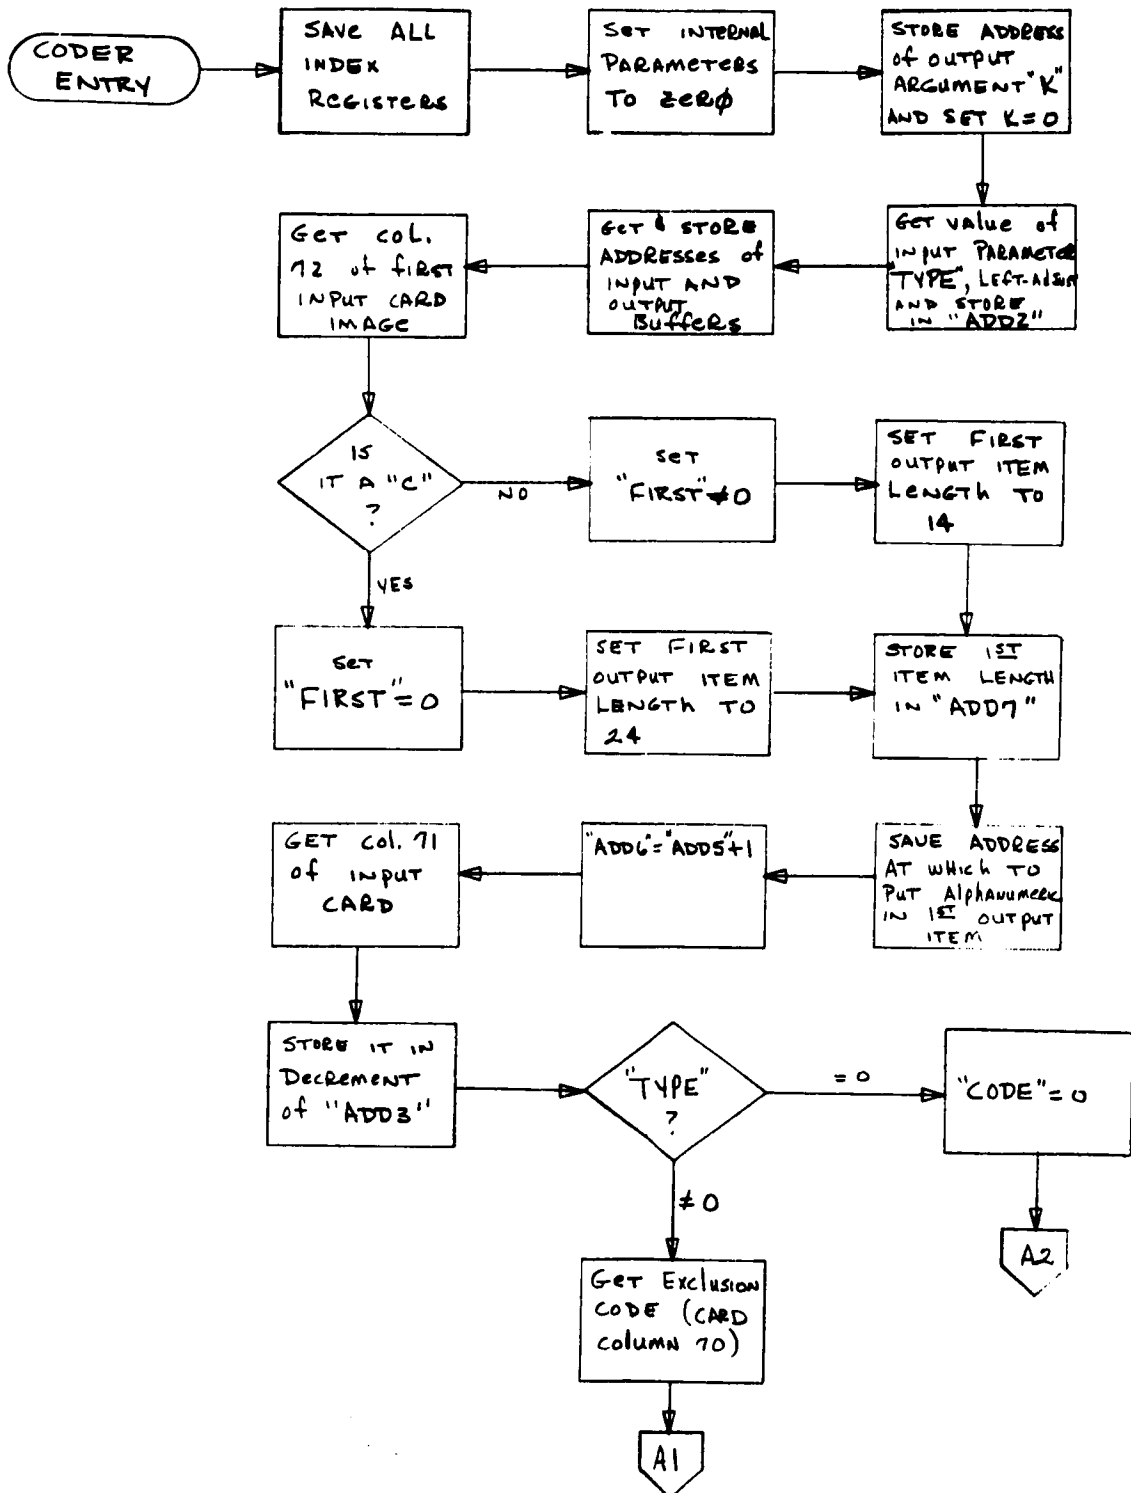 CODER
ENTRY
SAVE ALL
INDEX
REGISTERS
SET INTERNAL
PARAMETERS
TO ZERØ
STORE ADDRESS
of OUTPUT
ARGUMENT "K"
AND SET K=0
GET VALUE of
INPUT PARAMETER
"TYPE", LEFT-ADJUST
AND STORE
IN "ADD2"
GET & STORE
ADDRESSES of
INPUT AND
OUTPUT
Buffers
GET COL.
72 of first
INPUT CARD
IMAGE
IS
IT A "C"
?
NO
SET
"FIRST"≠0
SET FIRST
OUTPUT ITEM
LENGTH TO
14
YES
SET
"FIRST"=0
SET FIRST
OUTPUT ITEM
LENGTH TO
24
STORE 1ST
ITEM LENGTH
IN "ADD7"
SAVE ADDRESS
AT WHICH TO
PUT Alphanumeric
IN 1ST OUTPUT
ITEM
"ADD6"="ADD5"+1
GET Col. 71
of INPUT
CARD
STORE IT IN
Decrement
of "ADD3"
"TYPE"
?
=0
"CODE"=0
A2
≠0
GET Exclusion
CODE (CARD
column 70)
A1